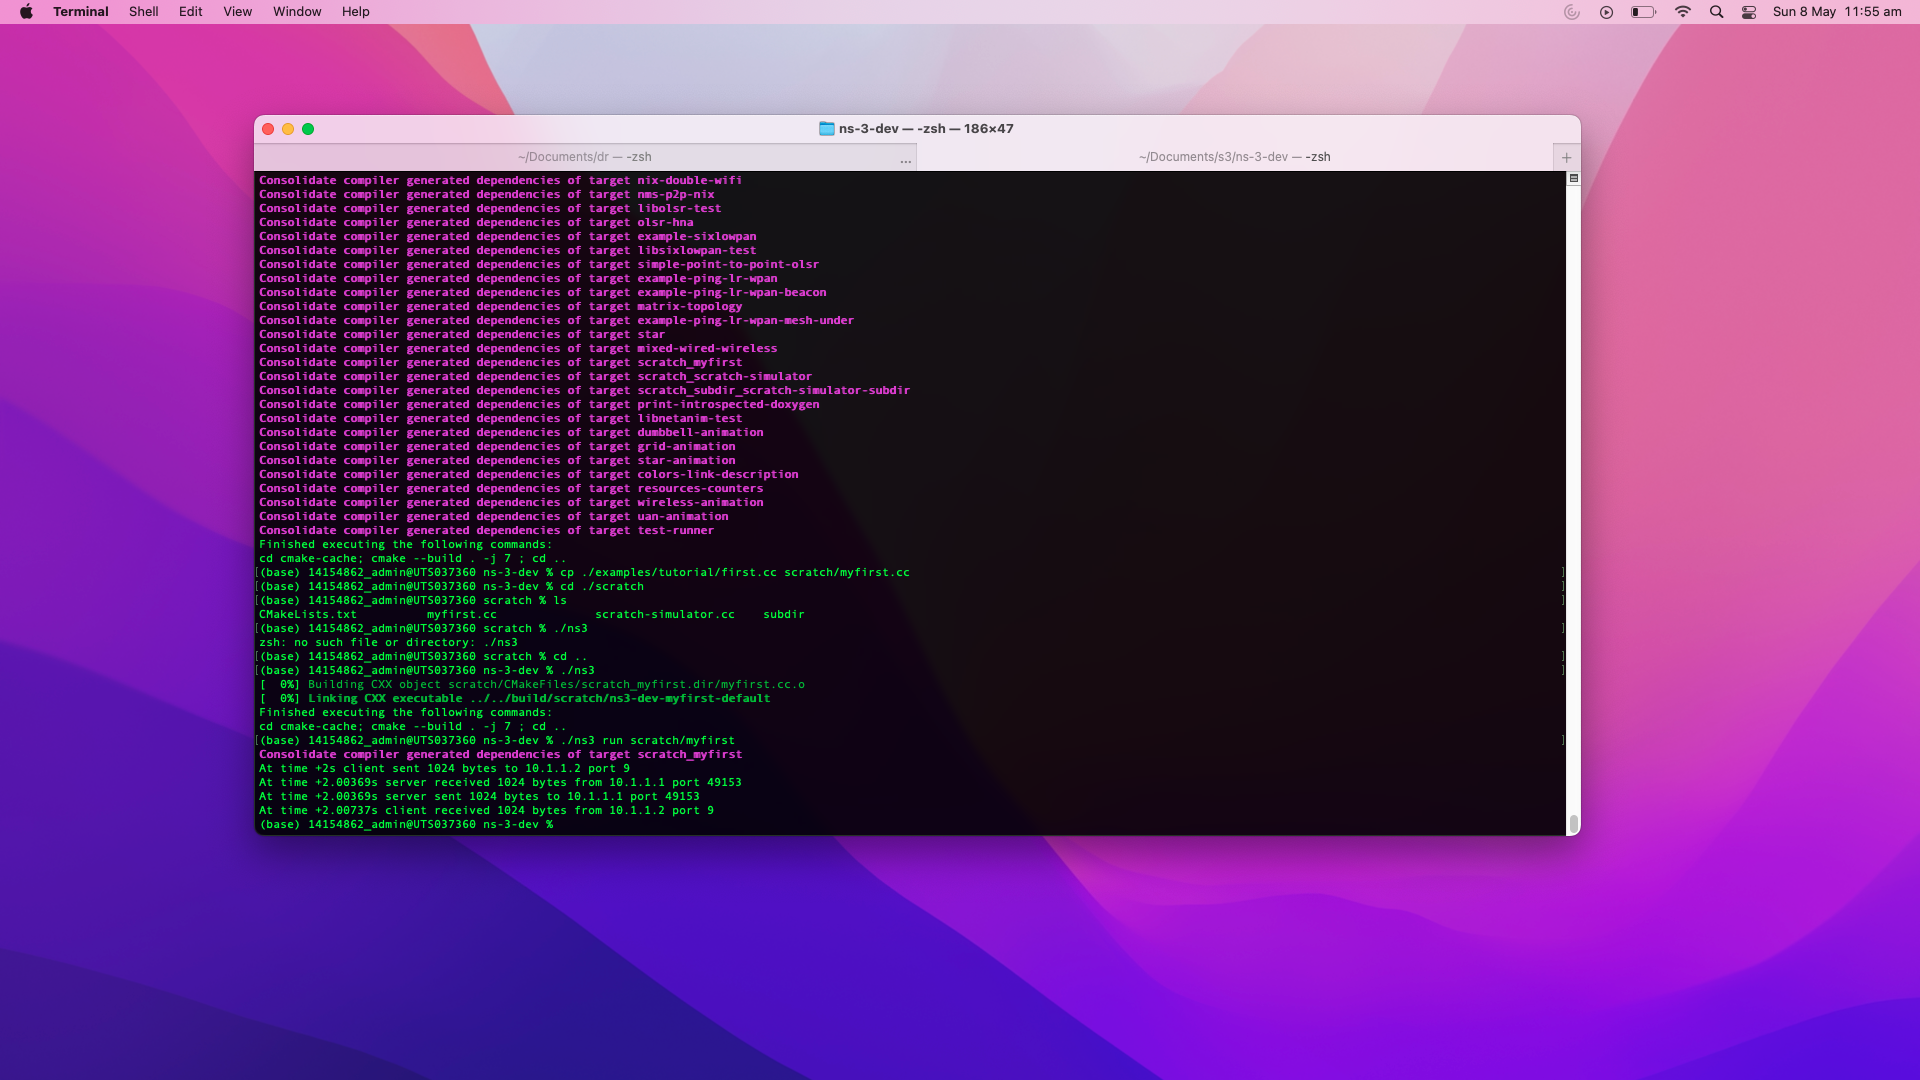 Terminal Shell Edit View Window Help Sun 8 May 11:55 am
ns-3-dev — -zsh — 186×47
~/Documents/dr — -zsh ... ~/Documents/s3/ns-3-dev — -zsh +
Consolidate compiler generated dependencies of target nix-double-wifi
Consolidate compiler generated dependencies of target nms-p2p-nix
Consolidate compiler generated dependencies of target libolsr-test
Consolidate compiler generated dependencies of target olsr-hna
Consolidate compiler generated dependencies of target example-sixlowpan
Consolidate compiler generated dependencies of target libsixlowpan-test
Consolidate compiler generated dependencies of target simple-point-to-point-olsr
Consolidate compiler generated dependencies of target example-ping-lr-wpan
Consolidate compiler generated dependencies of target example-ping-lr-wpan-beacon
Consolidate compiler generated dependencies of target matrix-topology
Consolidate compiler generated dependencies of target example-ping-lr-wpan-mesh-under
Consolidate compiler generated dependencies of target star
Consolidate compiler generated dependencies of target mixed-wired-wireless
Consolidate compiler generated dependencies of target scratch_myfirst
Consolidate compiler generated dependencies of target scratch_scratch-simulator
Consolidate compiler generated dependencies of target scratch_subdir_scratch-simulator-subdir
Consolidate compiler generated dependencies of target print-introspected-doxygen
Consolidate compiler generated dependencies of target libnetanim-test
Consolidate compiler generated dependencies of target dumbbell-animation
Consolidate compiler generated dependencies of target grid-animation
Consolidate compiler generated dependencies of target star-animation
Consolidate compiler generated dependencies of target colors-link-description
Consolidate compiler generated dependencies of target resources-counters
Consolidate compiler generated dependencies of target wireless-animation
Consolidate compiler generated dependencies of target uan-animation
Consolidate compiler generated dependencies of target test-runner
Finished executing the following commands:
cd cmake-cache; cmake --build . -j 7 ; cd ..
[(base) 14154862_admin@UTS037360 ns-3-dev % cp ./examples/tutorial/first.cc scratch/myfirst.cc ]
[(base) 14154862_admin@UTS037360 ns-3-dev % cd ./scratch ]
[(base) 14154862_admin@UTS037360 scratch % ls ]
CMakeLists.txt myfirst.cc scratch-simulator.cc subdir
[(base) 14154862_admin@UTS037360 scratch % ./ns3 ]
zsh: no such file or directory: ./ns3
[(base) 14154862_admin@UTS037360 scratch % cd .. ]
[(base) 14154862_admin@UTS037360 ns-3-dev % ./ns3 ]
[  0%] Building CXX object scratch/CMakeFiles/scratch_myfirst.dir/myfirst.cc.o
[  0%] Linking CXX executable ../../build/scratch/ns3-dev-myfirst-default
Finished executing the following commands:
cd cmake-cache; cmake --build . -j 7 ; cd ..
[(base) 14154862_admin@UTS037360 ns-3-dev % ./ns3 run scratch/myfirst ]
Consolidate compiler generated dependencies of target scratch_myfirst
At time +2s client sent 1024 bytes to 10.1.1.2 port 9
At time +2.00369s server received 1024 bytes from 10.1.1.1 port 49153
At time +2.00369s server sent 1024 bytes to 10.1.1.1 port 49153
At time +2.00737s client received 1024 bytes from 10.1.1.2 port 9
(base) 14154862_admin@UTS037360 ns-3-dev %